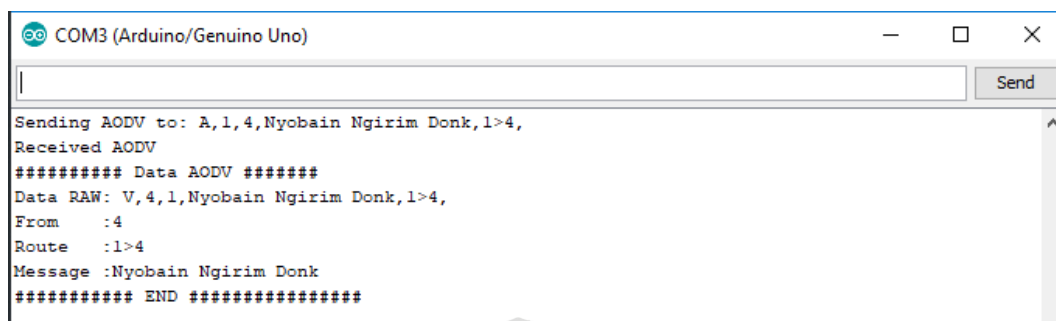 COM3 (Arduino/Genuino Uno)
Send
Sending AODV to: A,1,4,Nyobain Ngirim Donk,1>4,
Received AODV
########## Data AODV #######
Data RAW: V,4,1,Nyobain Ngirim Donk,1>4,
From    :4
Route   :1>4
Message :Nyobain Ngirim Donk
########### END ################